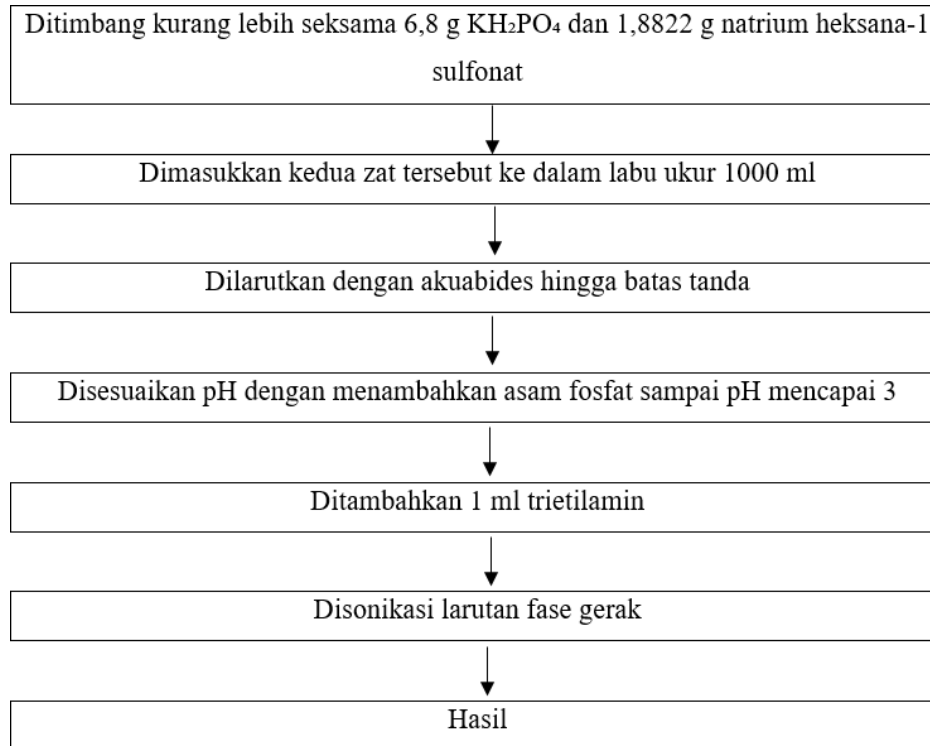 Ditimbang kurang lebih seksama 6,8 g KH₂PO₄ dan 1,8822 g natrium heksana-1
sulfonat
Dimasukkan kedua zat tersebut ke dalam labu ukur 1000 ml
Dilarutkan dengan akuabides hingga batas tanda
Disesuaikan pH dengan menambahkan asam fosfat sampai pH mencapai 3
Ditambahkan 1 ml trietilamin
Disonikasi larutan fase gerak
Hasil